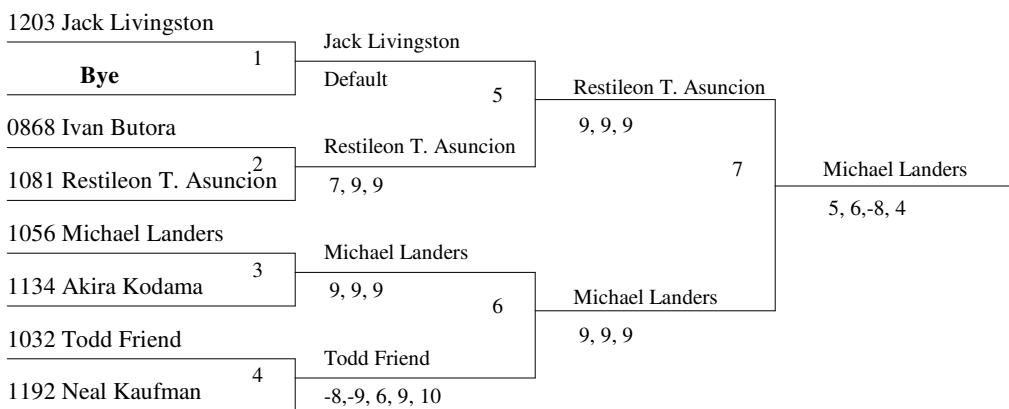 1203 Jack Livingston
1
Bye
Jack Livingston
Default
5
0868 Ivan Butora
2
1081 Restileon T. Asuncion
Restileon T. Asuncion
7, 9, 9
Restileon T. Asuncion
9, 9, 9
7
1056 Michael Landers
3
1134 Akira Kodama
Michael Landers
9, 9, 9
6
1032 Todd Friend
4
1192 Neal Kaufman
Todd Friend
-8,-9, 6, 9, 10
Michael Landers
9, 9, 9
Michael Landers
5, 6,-8, 4